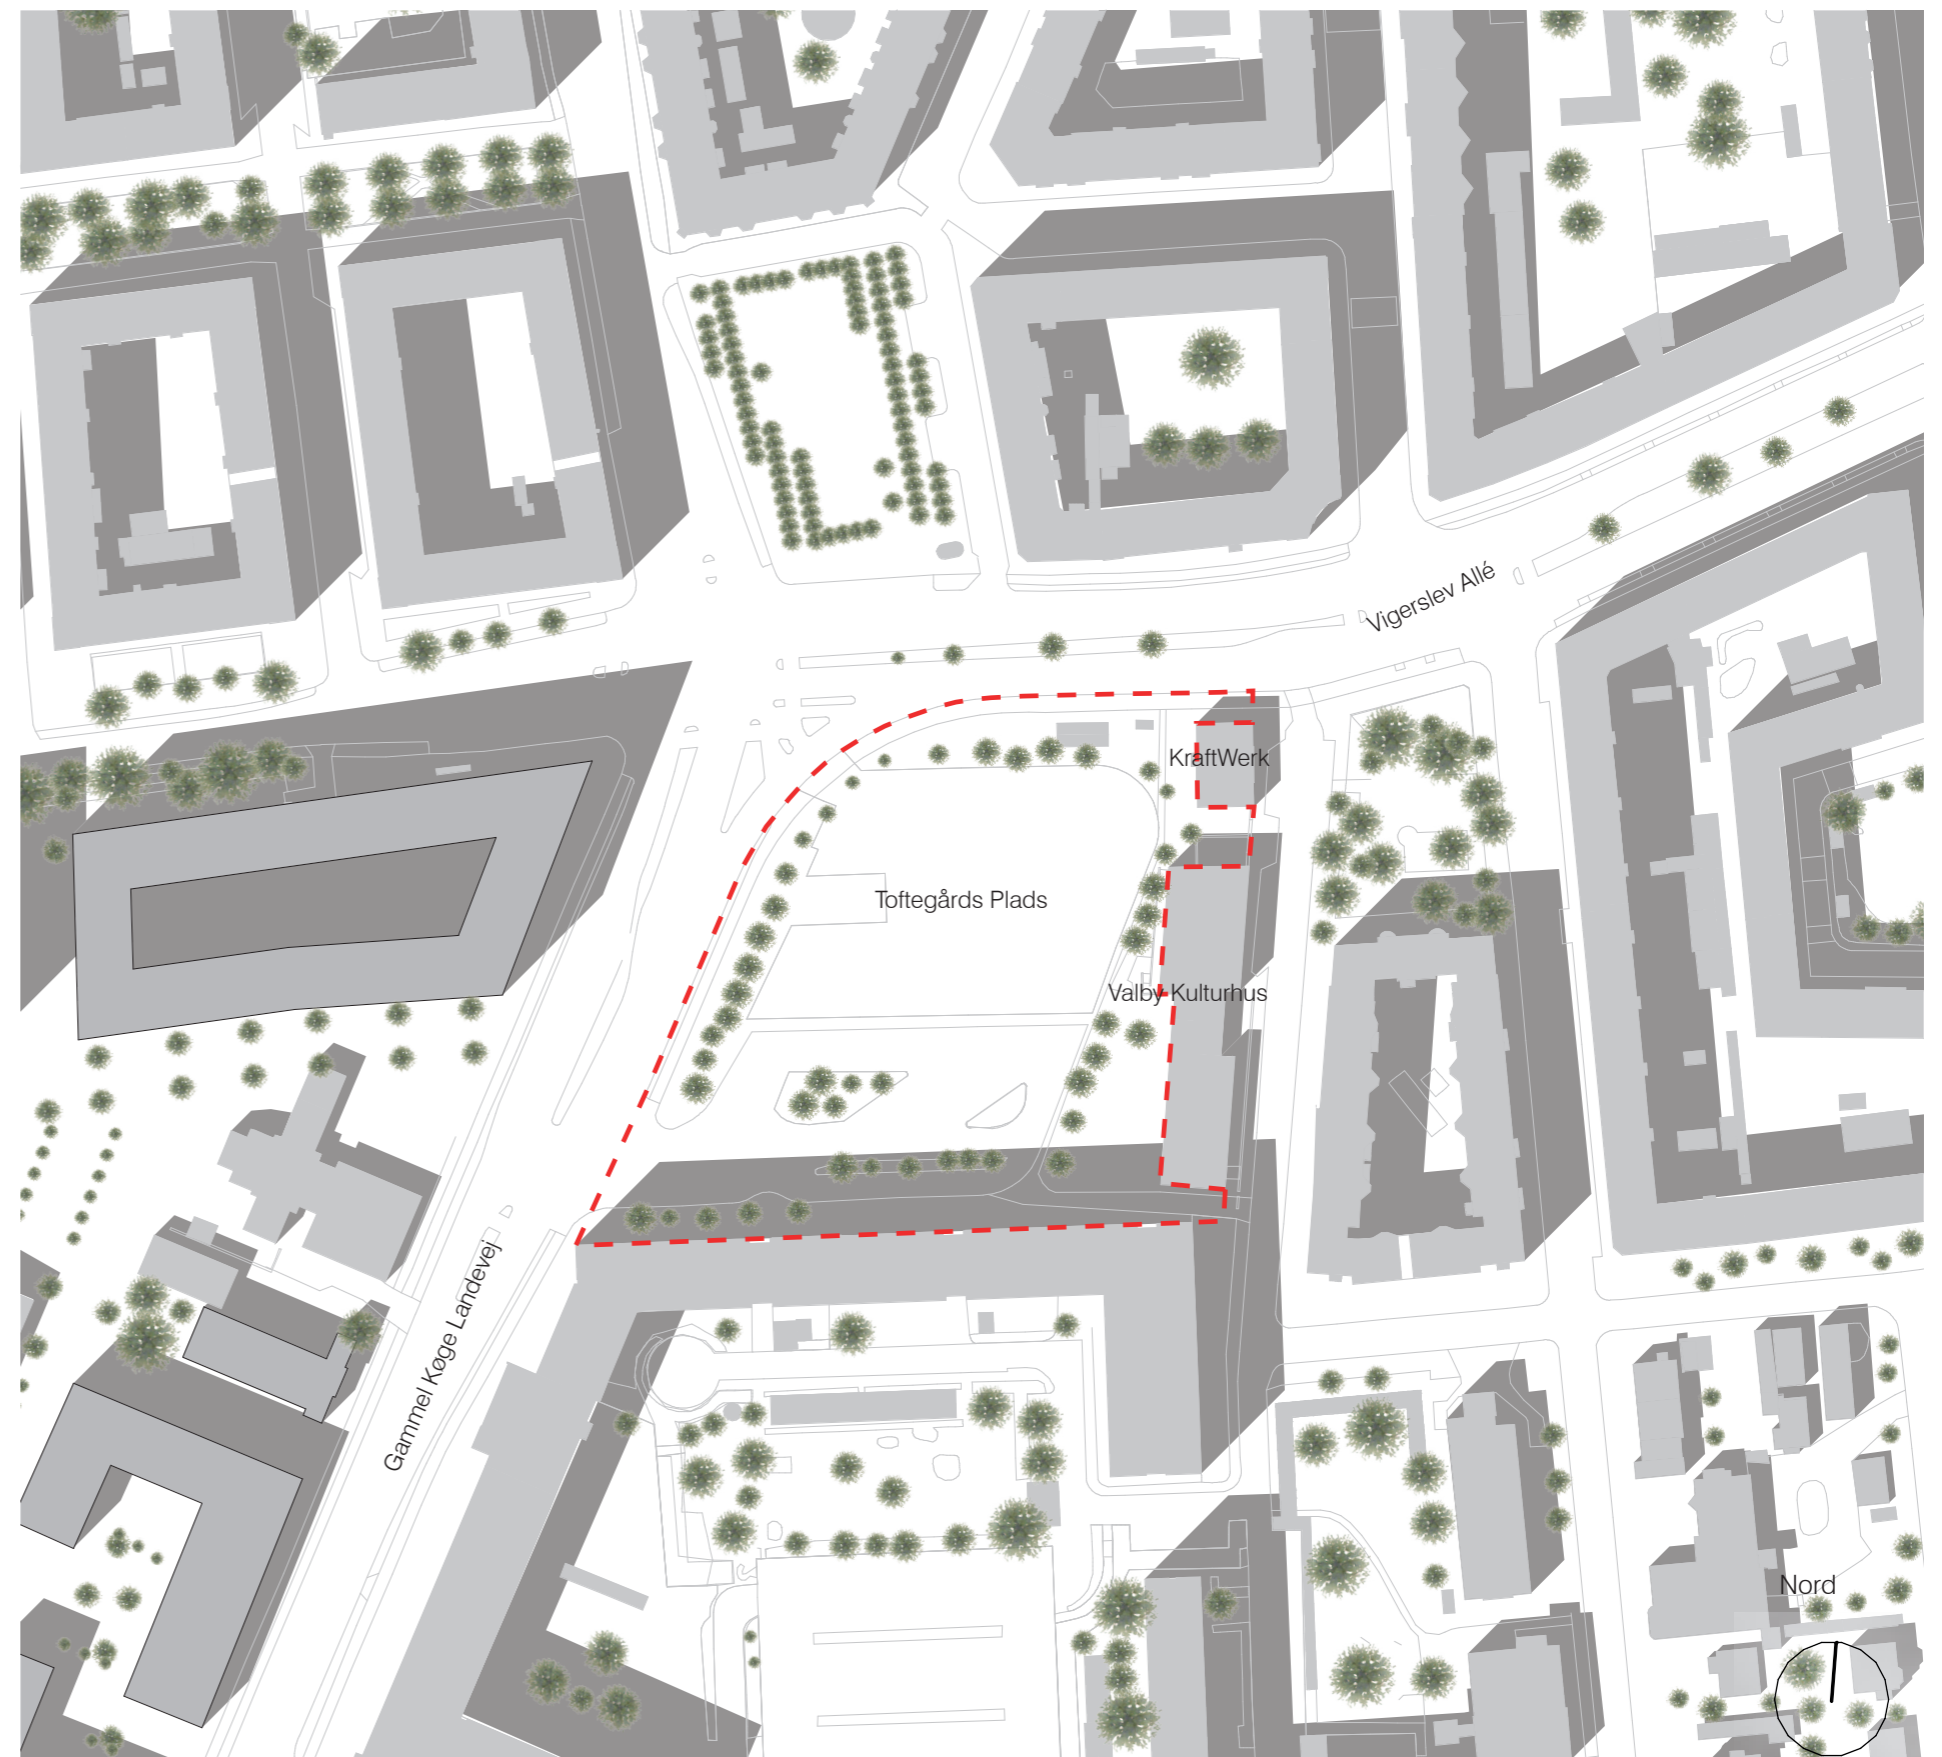 Vigerslev Allé
KraftWerk
Toftegårds Plads
Valby Kulturhus
Gammel Køge Landevej
Nord